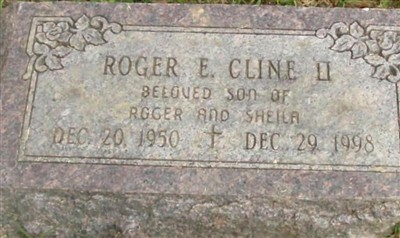 ROGER E. CLINE II
BELOVED SON OF
ROGER AND SHEILA
DEC. 20, 1950 † DEC. 29, 1998